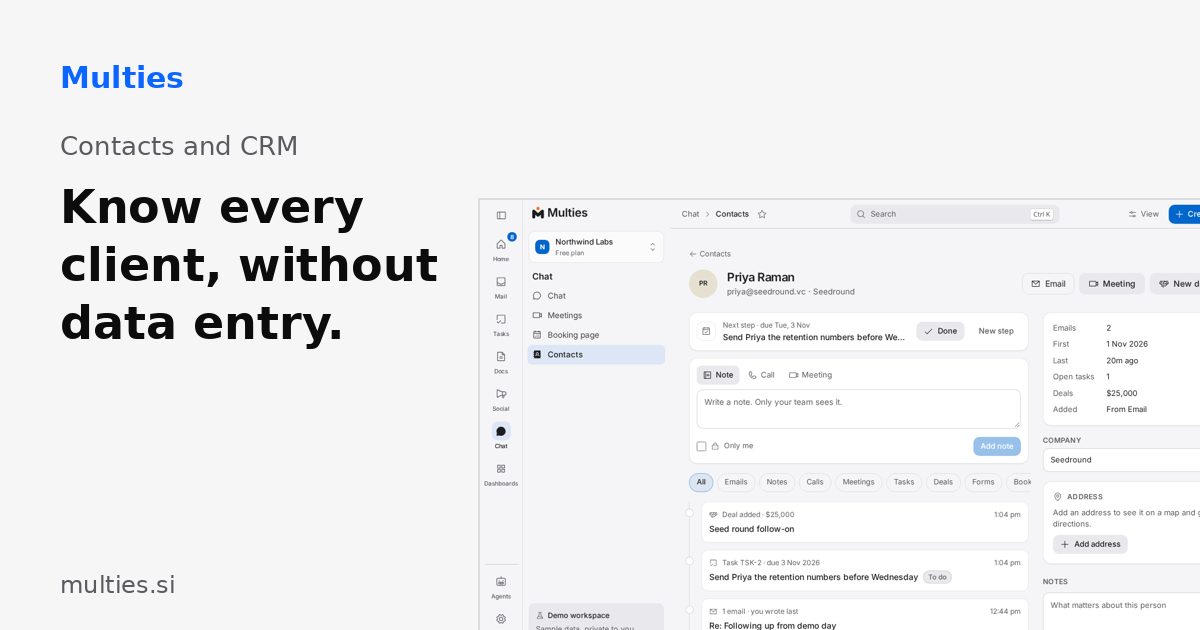 Multies
Contacts and CRM
Know every
client, without
data entry.
multies.si
8
Home
Mail
Tasks
Docs
Social
Chat
Dashboards
Agents
Multies
N
Northwind Labs
Free plan
Chat
Chat
Meetings
Booking page
Contacts
Demo workspace
Sample data, private to you
Chat
Contacts
Search
Ctrl K
View
Contacts
PR
Priya Raman
priya@seedround.vc · Seedround
Email
Meeting
Next step · due Tue, 3 Nov
Send Priya the retention numbers before We...
Done
New step
Note
Call
Meeting
Write a note. Only your team sees it.
Only me
Add note
All
Emails
Notes
Calls
Meetings
Tasks
Deals
Forms
Deal added · $25,000
1:04 pm
Seed round follow-on
Task TSK-2 · due 3 Nov 2026
1:04 pm
Send Priya the retention numbers before Wednesday
To do
1 email · you wrote last
12:44 pm
Re: Following up from demo day
Emails 2
First 1 Nov 2026
Last 20m ago
Open tasks 1
Deals $25,000
Added From Email
COMPANY
Seedround
ADDRESS
Add an address to see it on a map and
directions.
Add address
NOTES
What matters about this person